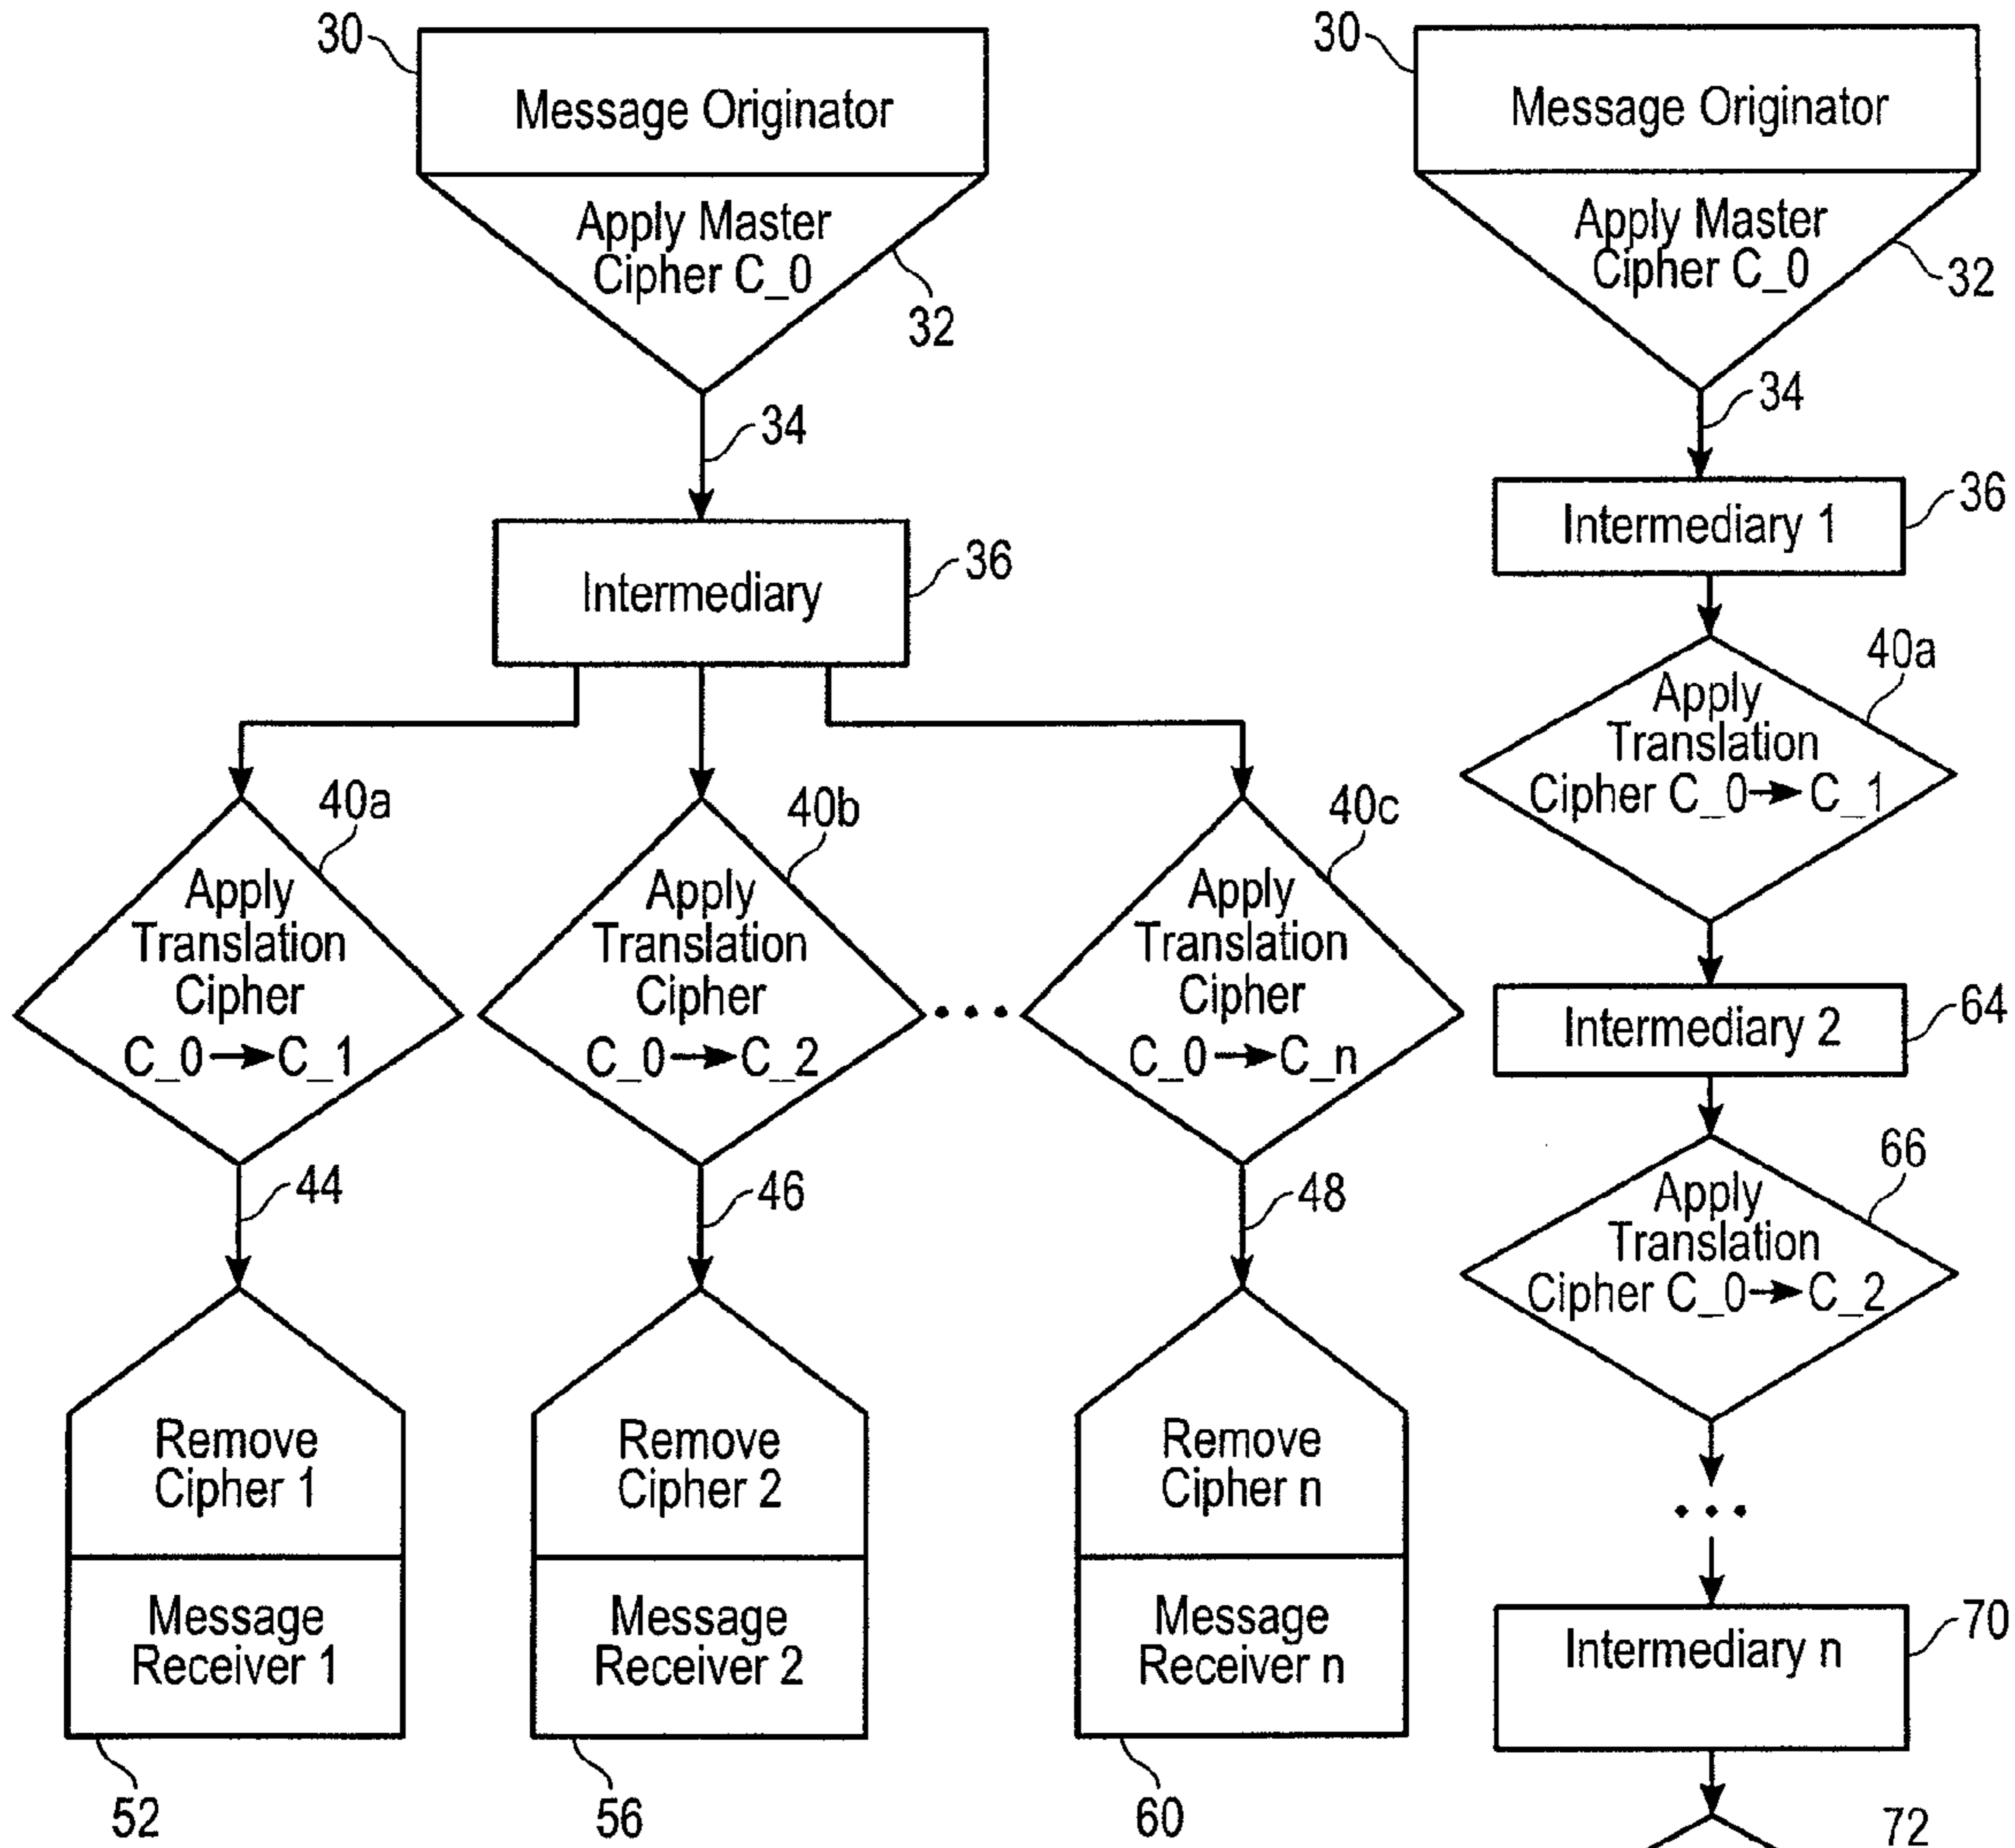 30
Message Originator
Apply Master
Cipher C_0
32
34
Intermediary
36
40a
Apply
Translation
Cipher
C_0→C_1
40b
Apply
Translation
Cipher
C_0→C_2
...
40c
Apply
Translation
Cipher
C_0→C_n
44
46
48
Remove
Cipher 1
Message
Receiver 1
52
Remove
Cipher 2
Message
Receiver 2
56
Remove
Cipher n
Message
Receiver n
60
30
Message Originator
Apply Master
Cipher C_0
32
34
Intermediary 1
36
40a
Apply
Translation
Cipher C_0→C_1
Intermediary 2
64
66
Apply
Translation
Cipher C_0→C_2
...
Intermediary n
70
72